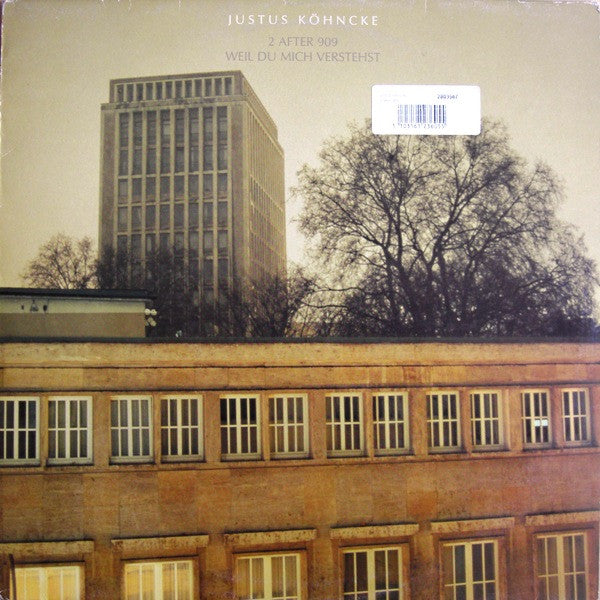 JUSTUS KÖHNCKE
2 AFTER 909
WEIL DU MICH VERSTEHST